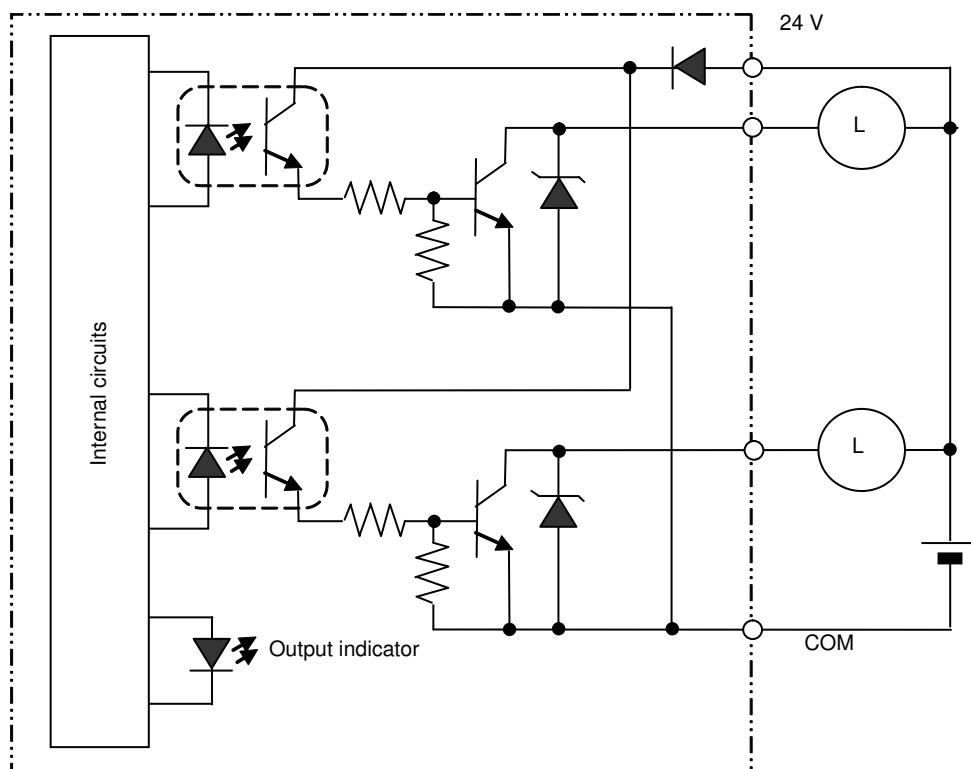 24 V
L
Internal circuits
L
Output indicator
COM